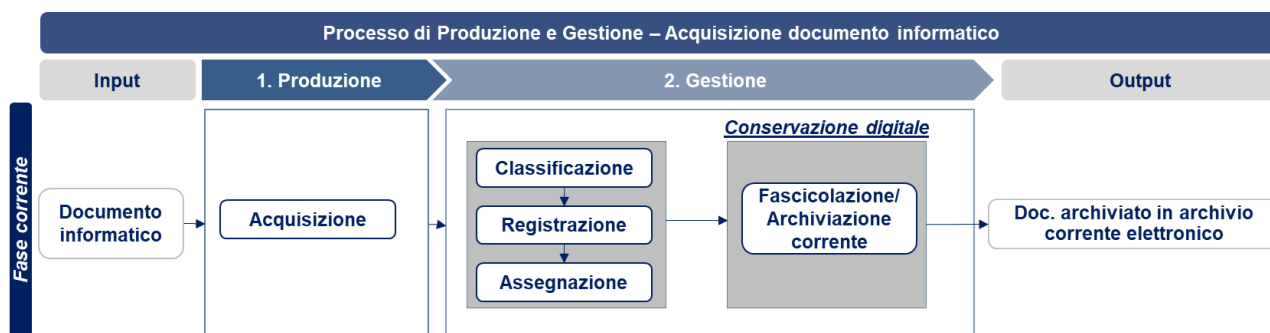 Processo di Produzione e Gestione – Acquisizione documento informatico
Input
1. Produzione
2. Gestione
Output
Fase corrente
Documento
informatico
Acquisizione
Classificazione
Registrazione
Assegnazione
Conservazione digitale
Fascicolazione/
Archiviazione
corrente
Doc. archiviato in archivio
corrente elettronico